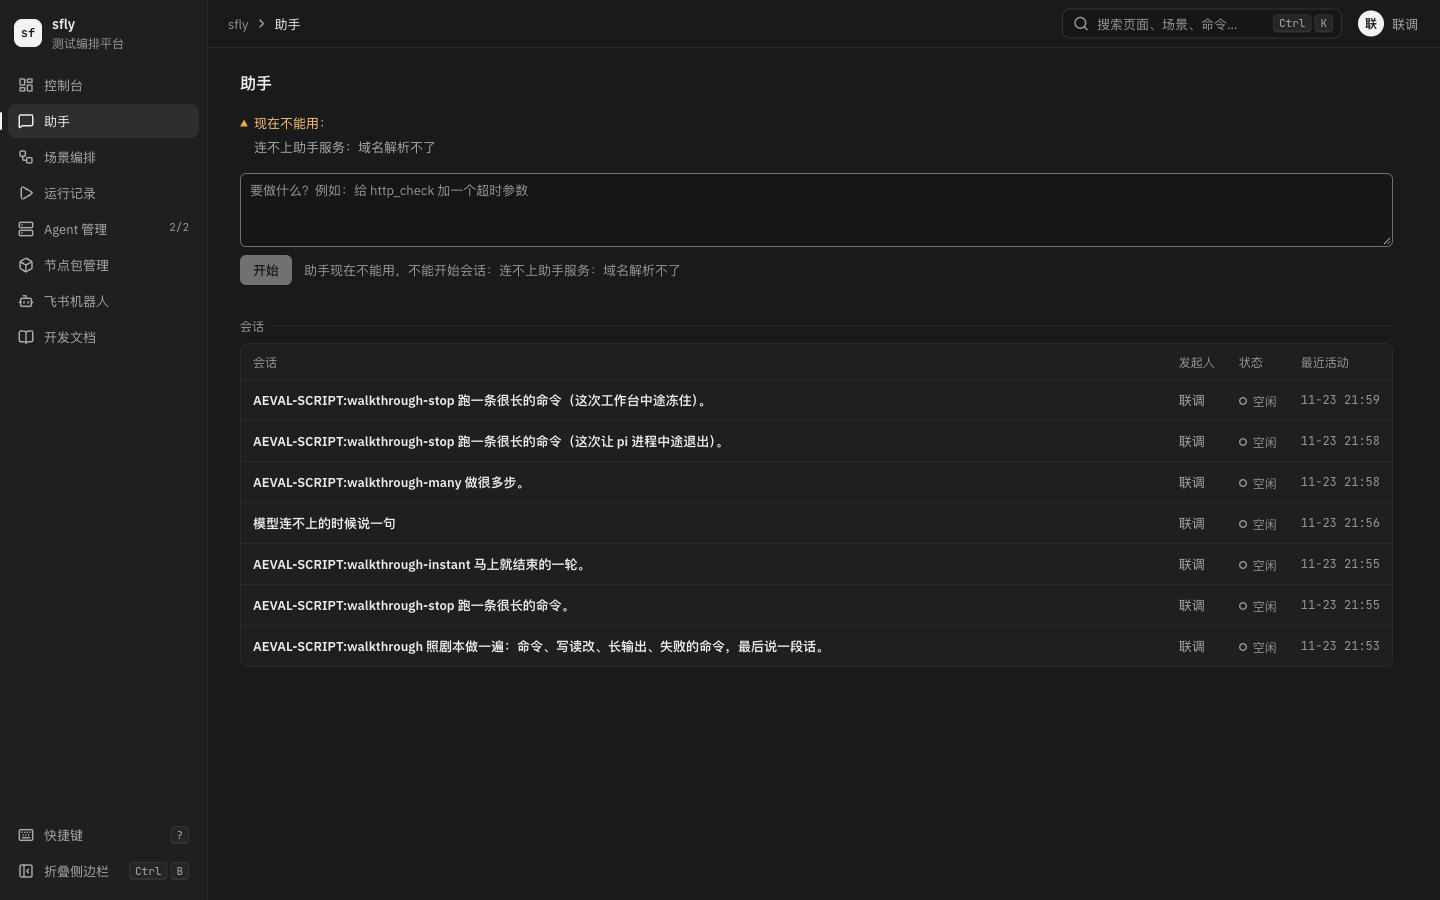 sf
sfly
测试编排平台
控制台
助手
场景编排
运行记录
Agent 管理 2/2
节点包管理
飞书机器人
开发文档
快捷键 ?
折叠侧边栏 Ctrl B
sfly > 助手
搜索页面、场景、命令... Ctrl K
联 联调
助手
现在不能用：
连不上助手服务：域名解析不了
要做什么？例如：给 http_check 加一个超时参数
开始 助手现在不能用，不能开始会话：连不上助手服务：域名解析不了
会话
会话 发起人 状态 最近活动
AEVAL-SCRIPT:walkthrough-stop 跑一条很长的命令（这次工作台中途冻住）。 联调 空闲 11-23 21:59
AEVAL-SCRIPT:walkthrough-stop 跑一条很长的命令（这次让 pi 进程中途退出）。 联调 空闲 11-23 21:58
AEVAL-SCRIPT:walkthrough-many 做很多步。 联调 空闲 11-23 21:58
模型连不上的时候说一句 联调 空闲 11-23 21:56
AEVAL-SCRIPT:walkthrough-instant 马上就结束的一轮。 联调 空闲 11-23 21:55
AEVAL-SCRIPT:walkthrough-stop 跑一条很长的命令。 联调 空闲 11-23 21:55
AEVAL-SCRIPT:walkthrough 照剧本做一遍：命令、写读改、长输出、失败的命令，最后说一段话。 联调 空闲 11-23 21:53